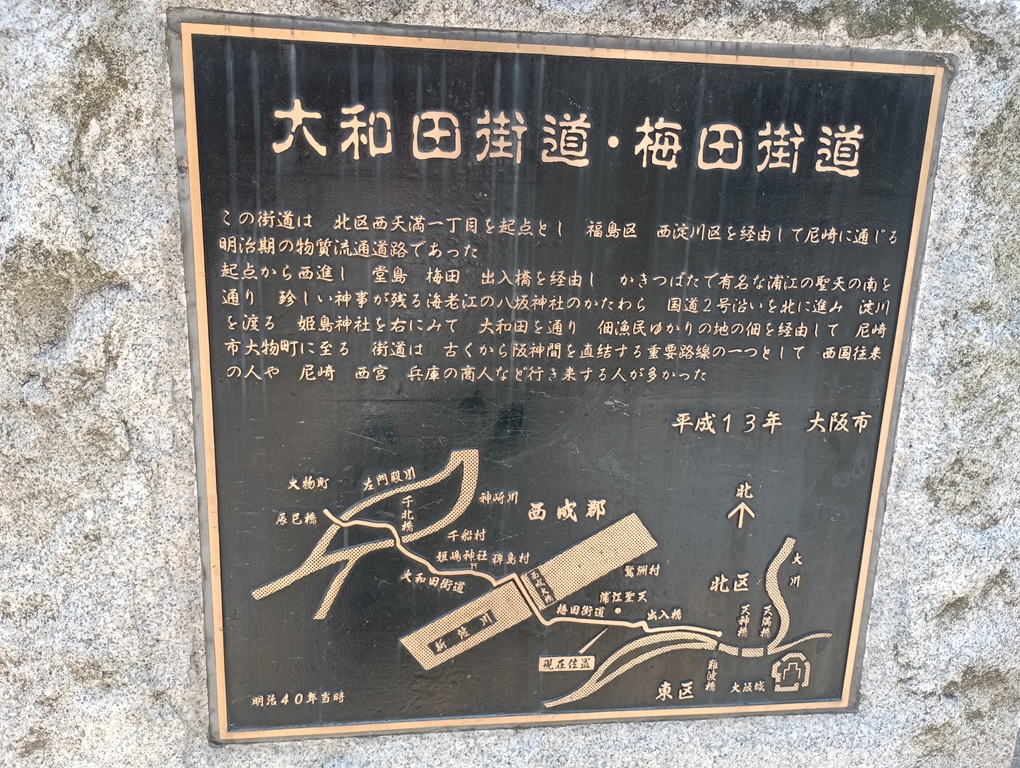 大和田街道・梅田街道
この街道は　北区西天満一丁目を起点とし　福島区　西淀川区を経由して尼崎に通じる
明治期の物質流通道路であった
起点から西進し　堂島　梅田　出入橋を経由し　かきつばたで有名な浦江の聖天の南を
通り　珍しい神事が残る海老江の八坂神社のかたわら　国道２号沿いを北に進み　淀川
を渡る　姫島神社を右にみて　大和田を通り　佃漁民ゆかりの地の佃を経由して　尼崎
市大物町に至る　街道は　古くから阪神間を直結する重要路線の一つとして　西国往来
の人や　尼崎　西宮　兵庫の商人など行き来する人が多かった
平成１３年　大阪市
大物町
左門殿川
神崎川
辰巳橋
千北橋
西成郡
北
千船村
姫嶋神社
稗島村
大和田街道
西成大橋
鷺洲村
浦江聖天
梅田街道
出入橋
北区
大川
天神橋
天満橋
新淀川
現在位置
難波橋
東区
大阪城
明治４０年当時